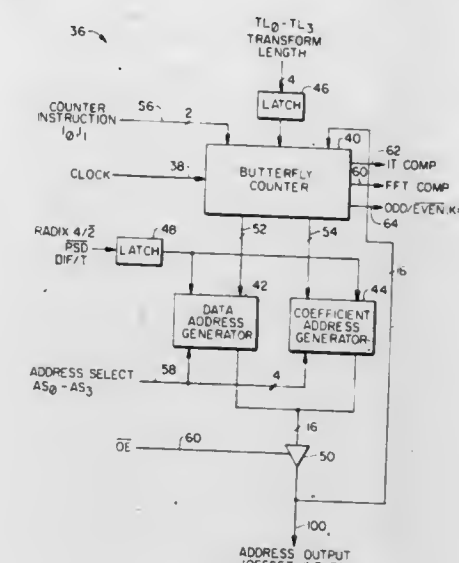 TL0-TL3
TRANSFORM
LENGTH
36
4
46
LATCH
COUNTER
INSTRUCTION
I0,I1
56
2
40
62
IT COMP
CLOCK
38
BUTTERFLY
COUNTER
60
FFT COMP
ODD/EVEN,K
64
52
54
RADIX 4/2
PSD
DIF/T
LATCH
48
16
42
44
DATA
ADDRESS
GENERATOR
COEFFICIENT
ADDRESS
GENERATOR
ADDRESS SELECT
AS0-AS3
58
4
16
OE
60
50
100
ADDRESS OUTPUT